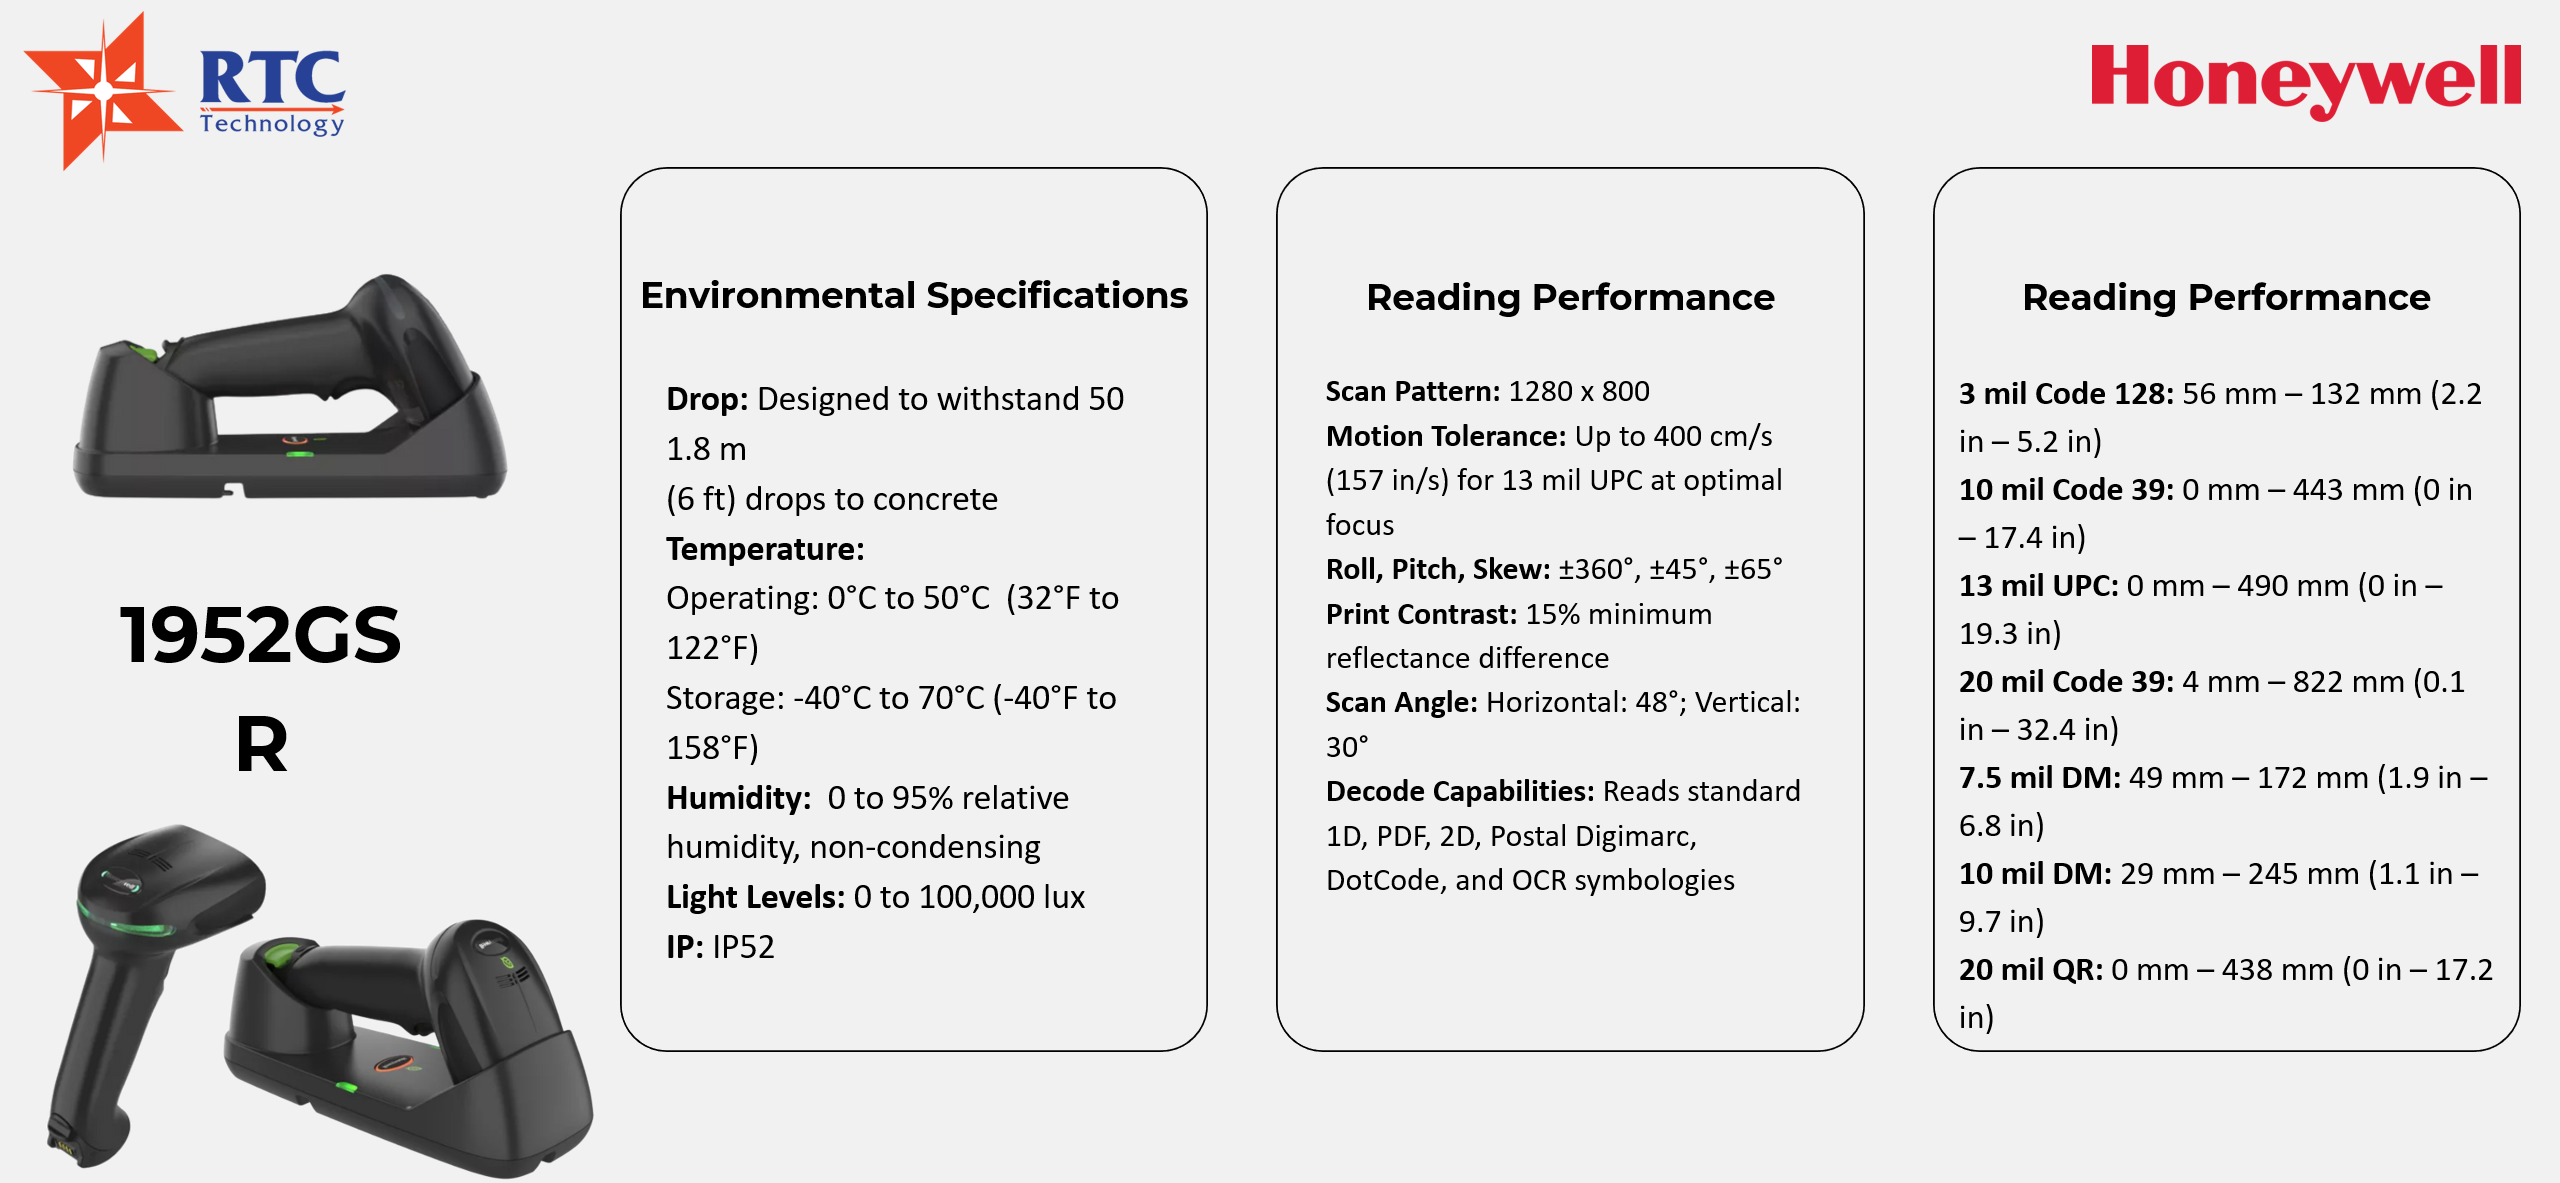 RTC
Technology
Honeywell
1952GS
R
Environmental Specifications
Drop: Designed to withstand 50
1.8 m
(6 ft) drops to concrete
Temperature:
Operating: 0°C to 50°C  (32°F to
122°F)
Storage: -40°C to 70°C (-40°F to
158°F)
Humidity:  0 to 95% relative
humidity, non-condensing
Light Levels: 0 to 100,000 lux
IP: IP52
Reading Performance
Scan Pattern: 1280 x 800
Motion Tolerance: Up to 400 cm/s
(157 in/s) for 13 mil UPC at optimal
focus
Roll, Pitch, Skew: ±360°, ±45°, ±65°
Print Contrast: 15% minimum
reflectance difference
Scan Angle: Horizontal: 48°; Vertical:
30°
Decode Capabilities: Reads standard
1D, PDF, 2D, Postal Digimarc,
DotCode, and OCR symbologies
Reading Performance
3 mil Code 128: 56 mm – 132 mm (2.2
in – 5.2 in)
10 mil Code 39: 0 mm – 443 mm (0 in
– 17.4 in)
13 mil UPC: 0 mm – 490 mm (0 in –
19.3 in)
20 mil Code 39: 4 mm – 822 mm (0.1
in – 32.4 in)
7.5 mil DM: 49 mm – 172 mm (1.9 in –
6.8 in)
10 mil DM: 29 mm – 245 mm (1.1 in –
9.7 in)
20 mil QR: 0 mm – 438 mm (0 in – 17.2
in)